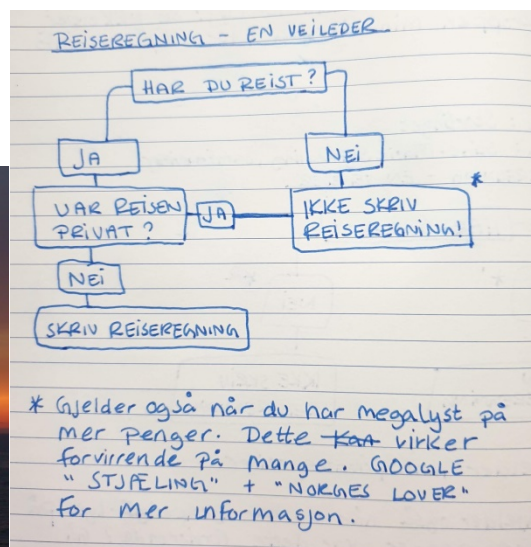 REISEREGNING – EN VEILEDER
HAR DU REIST?
JA
NEI
VAR REISEN
PRIVAT?
JA
IKKE SKRIV
REISEREGNING!
*
NEI
SKRIV REISEREGNING
* Gjelder også når du har megalyst på
mer penger. Dette kan virker
forvirrende på mange. GOOGLE
"STJÆLING" + "NORGES LOVER"
for mer informasjon.